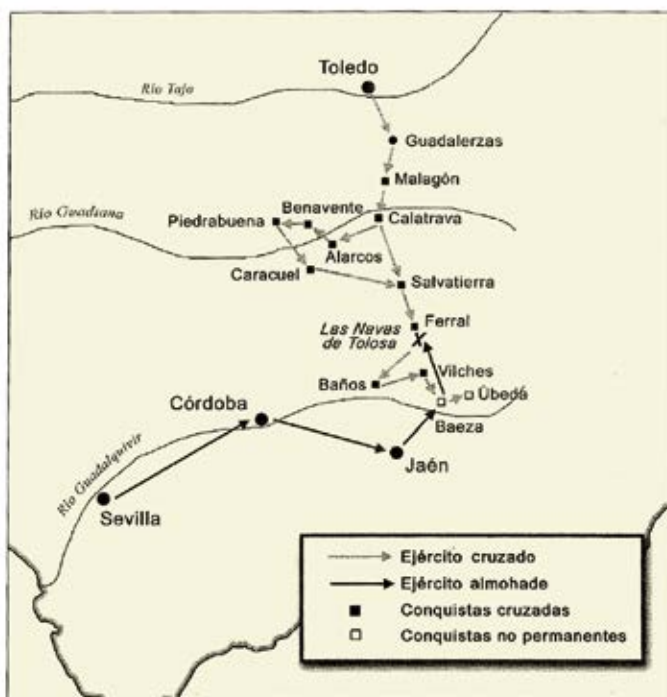 Toledo
Río Tajo
Guadalerzas
Malagón
Río Guadiana
Piedrabuena
Benavente
Calatrava
Alarcos
Caracuel
Salvatierra
Ferral
Las Navas
de Tolosa
Vilches
Baños
Úbedá
Córdoba
Baeza
Jaén
Río Guadalquivir
Sevilla
Ejército cruzado
Ejército almohade
Conquistas cruzadas
Conquistas no permanentes